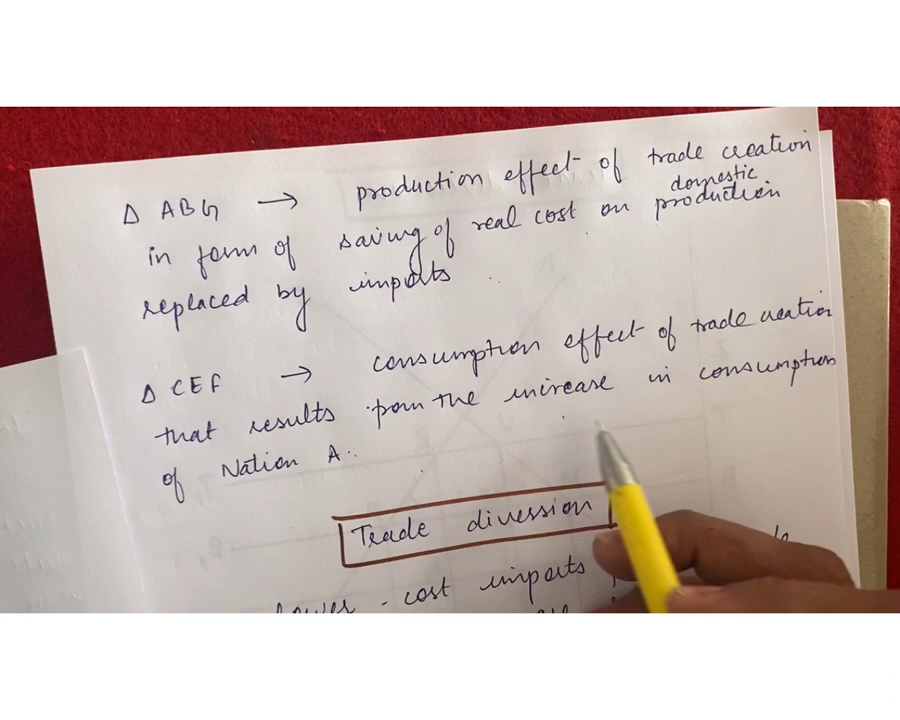 Δ ABG → production effect of trade creation
in form of saving of real cost on domestic production
replaced by imports
Δ CEF → consumption effect of trade creation
that results from the increase in consumption
of Nation A.
Trade diversion
lower-cost imports